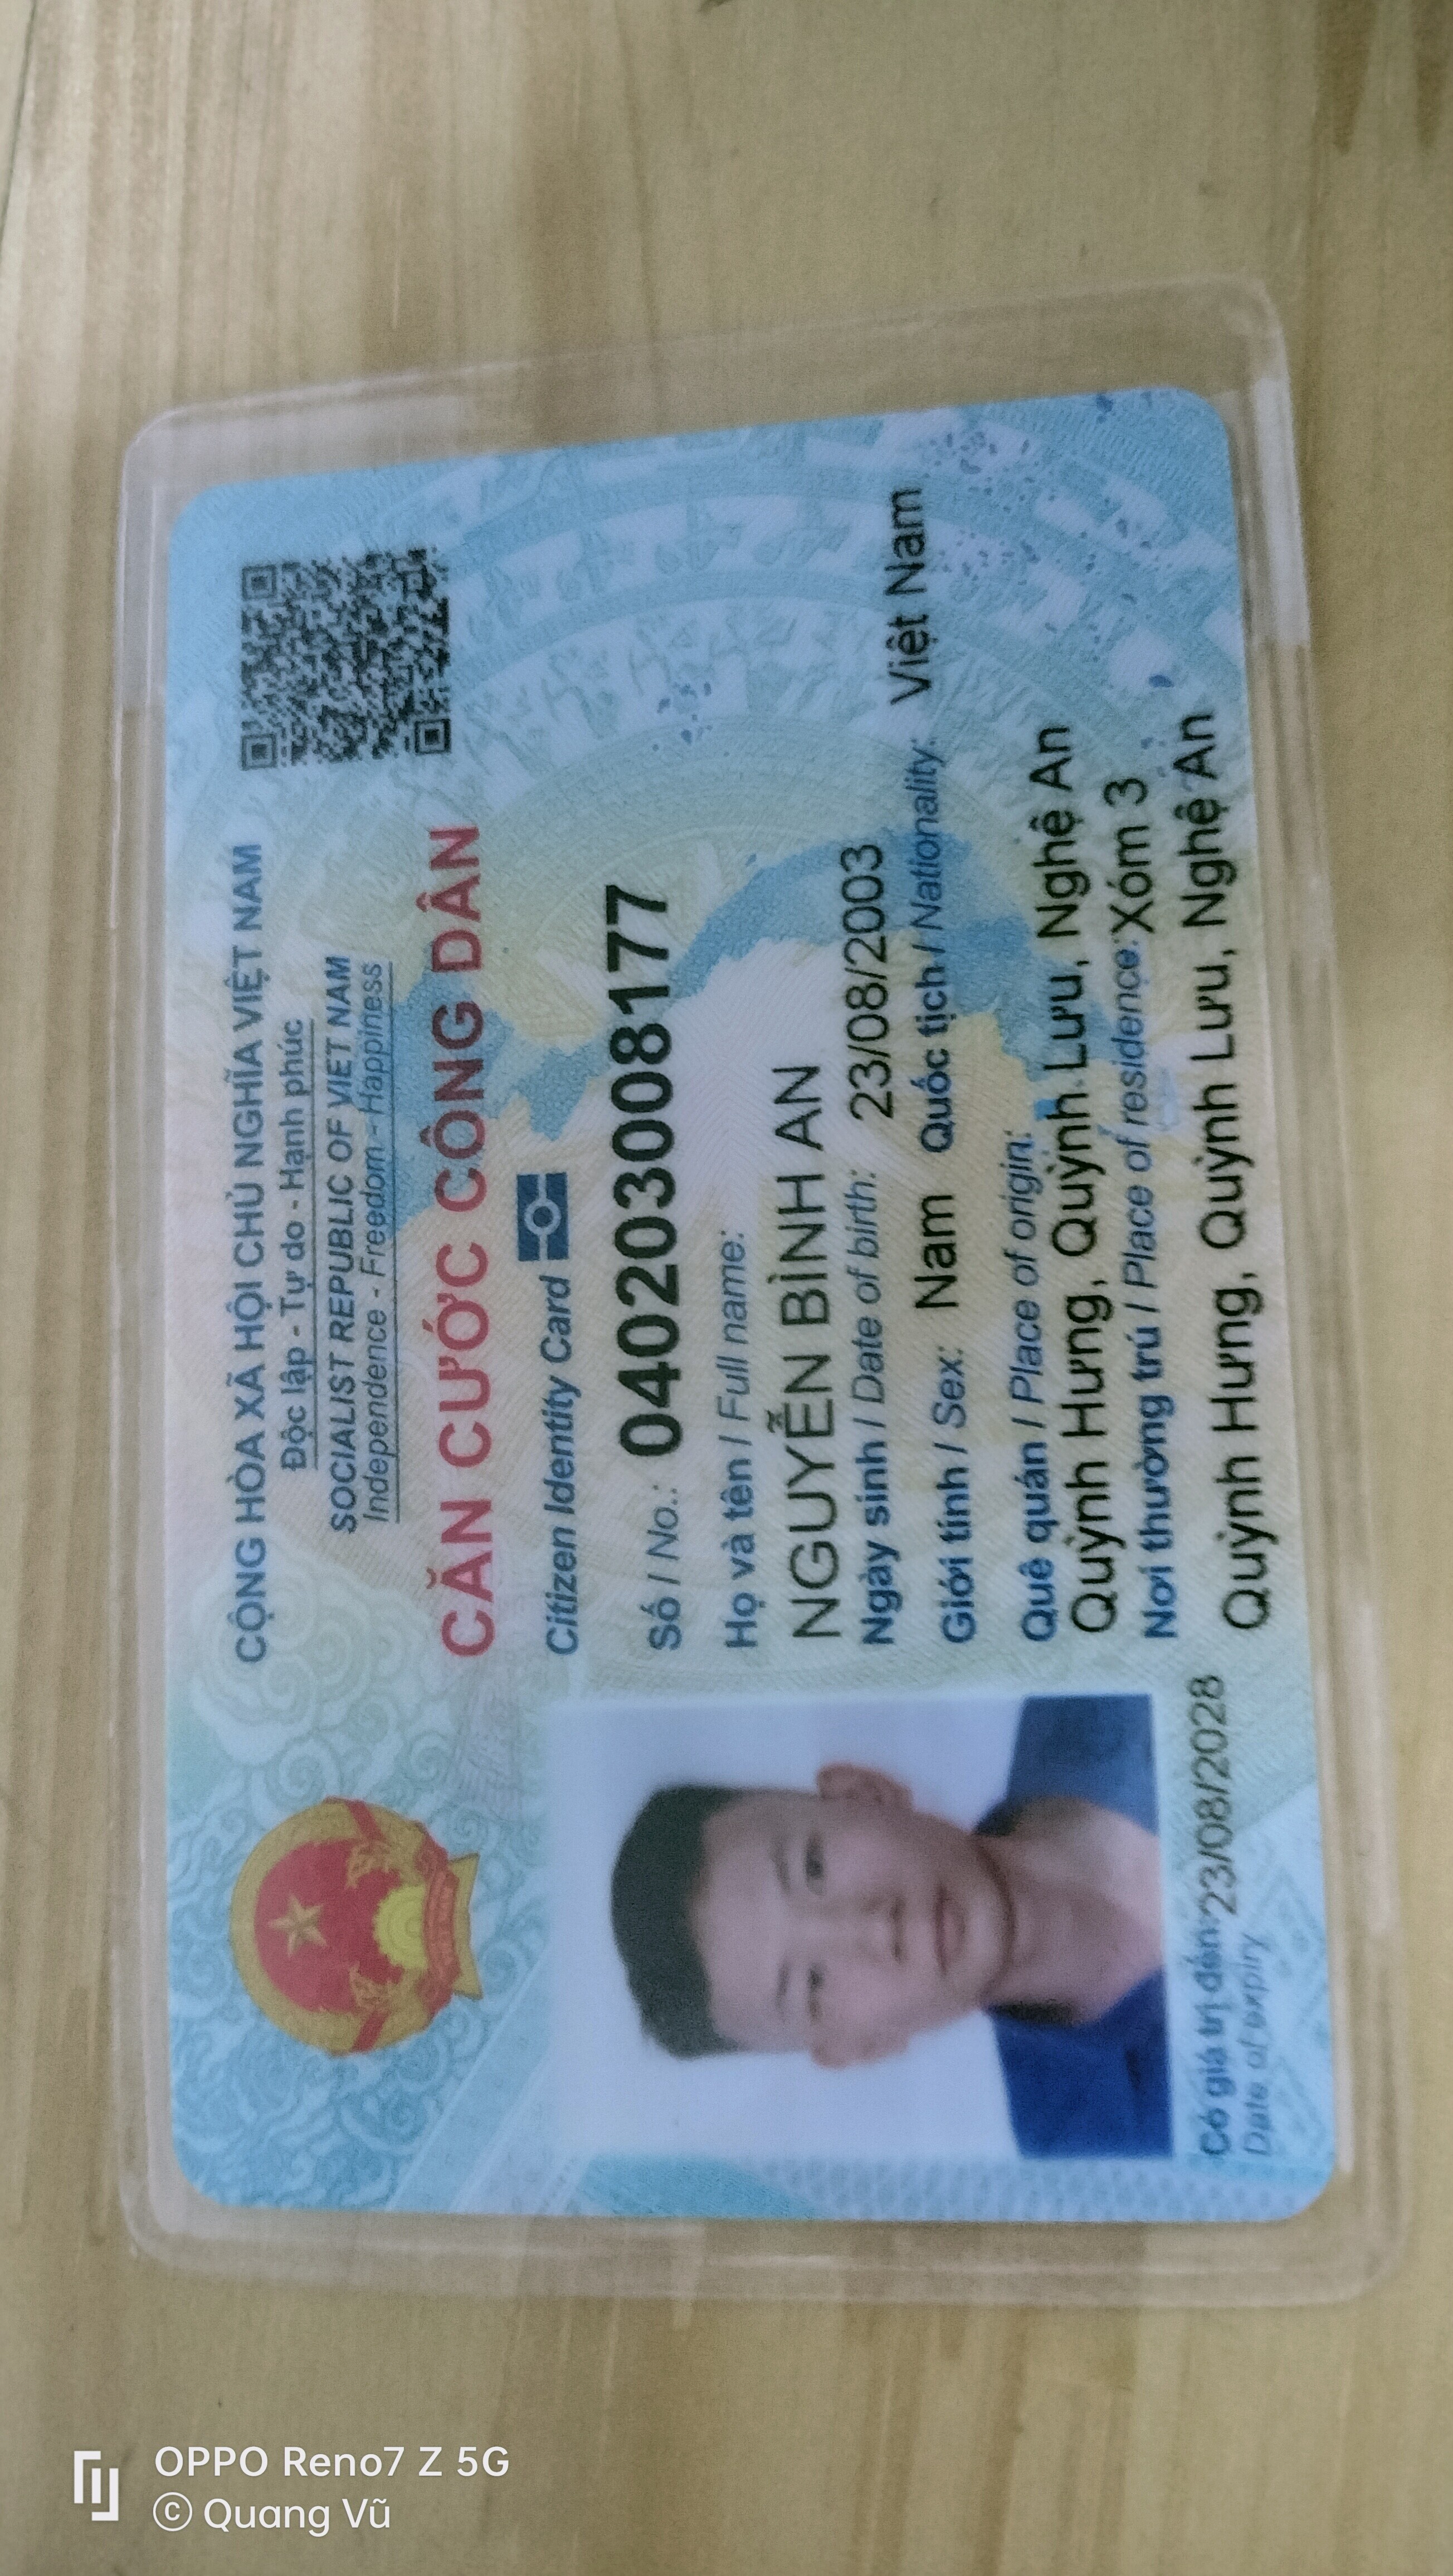 CỘNG HÒA XÃ HỘI CHỦ NGHĨA VIỆT NAM
Độc lập - Tự do - Hạnh phúc
SOCIALIST REPUBLIC OF VIET NAM
Independence - Freedom - Happiness
CĂN CƯỚC CÔNG DÂN
Citizen Identity Card
Số / No.: 040203008177
Họ và tên / Full name:
NGUYỄN BÌNH AN
Ngày sinh / Date of birth: 23/08/2003
Giới tính / Sex: Nam Quốc tịch / Nationality: Việt Nam
Quê quán / Place of origin:
Quỳnh Hưng, Quỳnh Lưu, Nghệ An
Nơi thường trú / Place of residence: Xóm 3
Quỳnh Hưng, Quỳnh Lưu, Nghệ An
Có giá trị đến: 23/08/2028
Date of expiry
OPPO Reno7 Z 5G
© Quang Vũ